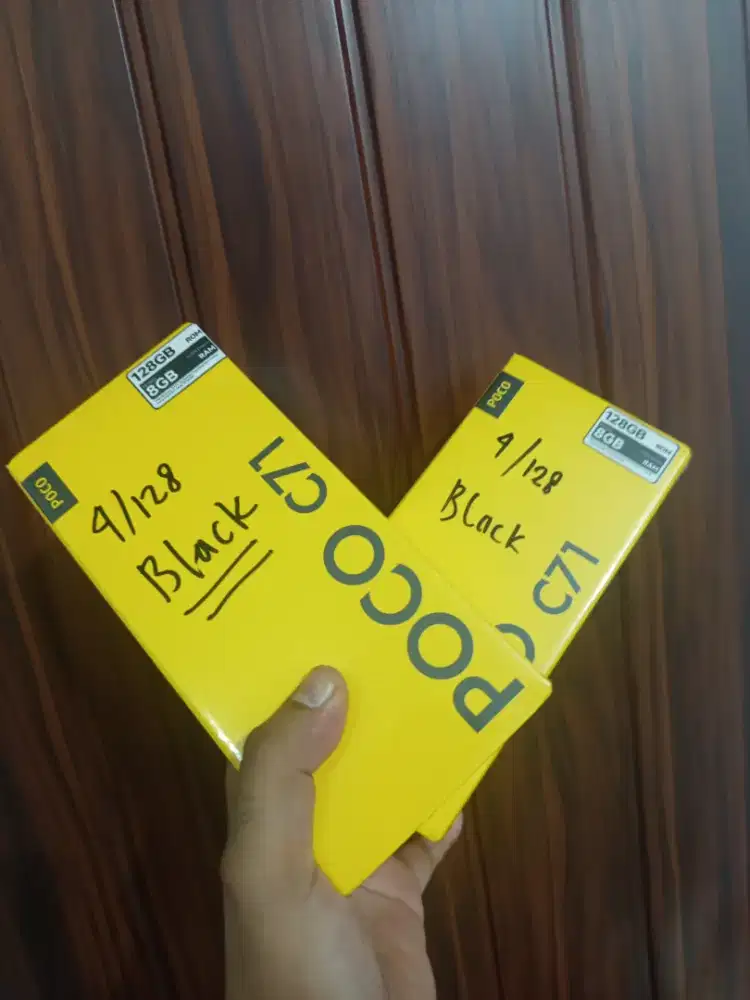 128GB ROM
8GB RAM
POCO
4/128
Black
POCO C71
POCO
128GB ROM
8GB RAM
4/128
Black
C71